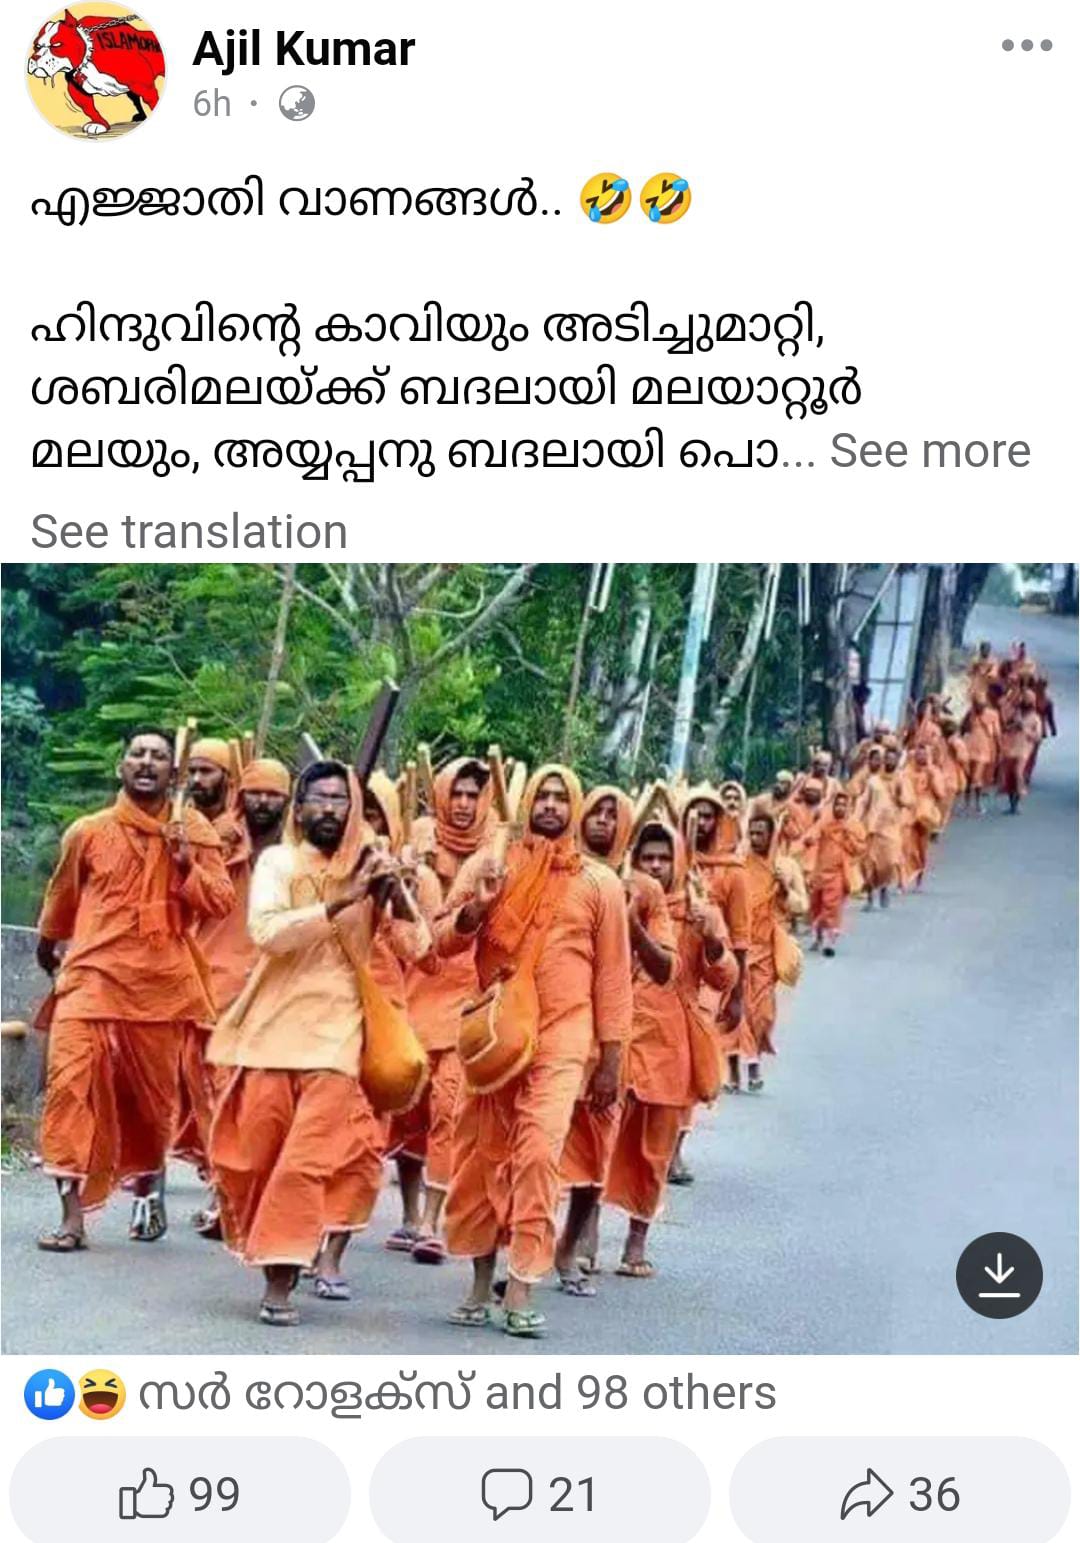 ISLAMOPH
Ajil Kumar
6h ·
എജ്ജാതി വാണങ്ങൾ.. 🤣🤣
ഹിന്ദുവിന്റെ കാവിയും അടിച്ചുമാറ്റി,
ശബരിമലയ്ക്ക് ബദലായി മലയാറ്റൂർ
മലയും, അയ്യപ്പനു ബദലായി പൊ... See more
See translation
സർ റോളക്സ് and 98 others
99
21
36